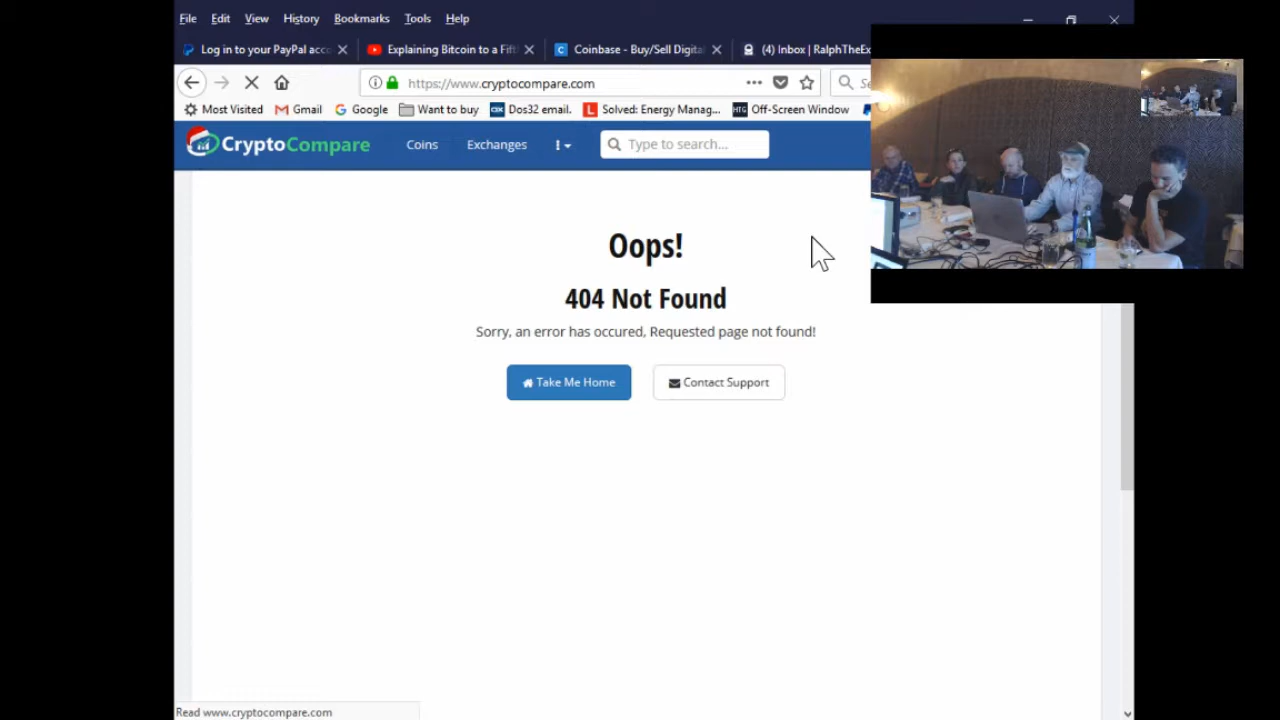 File Edit View History Bookmarks Tools Help
Log in to your PayPal acco
Explaining Bitcoin to a Fift
Coinbase - Buy/Sell Digita
(4) Inbox | RalphTheEx
https://www.cryptocompare.com
Se
Most Visited Gmail Google Want to buy Dos32 email. Solved: Energy Manag... HTG Off-Screen Window
CryptoCompare Coins Exchanges Type to search...
Oops!
404 Not Found
Sorry, an error has occured, Requested page not found!
Take Me Home Contact Support
Read www.cryptocompare.com